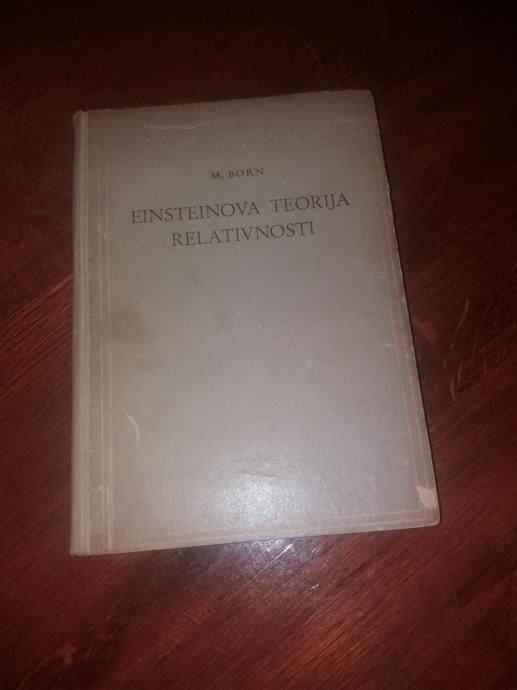 M. BORN
EINSTEINOVA TEORIJA
RELATIVNOSTI